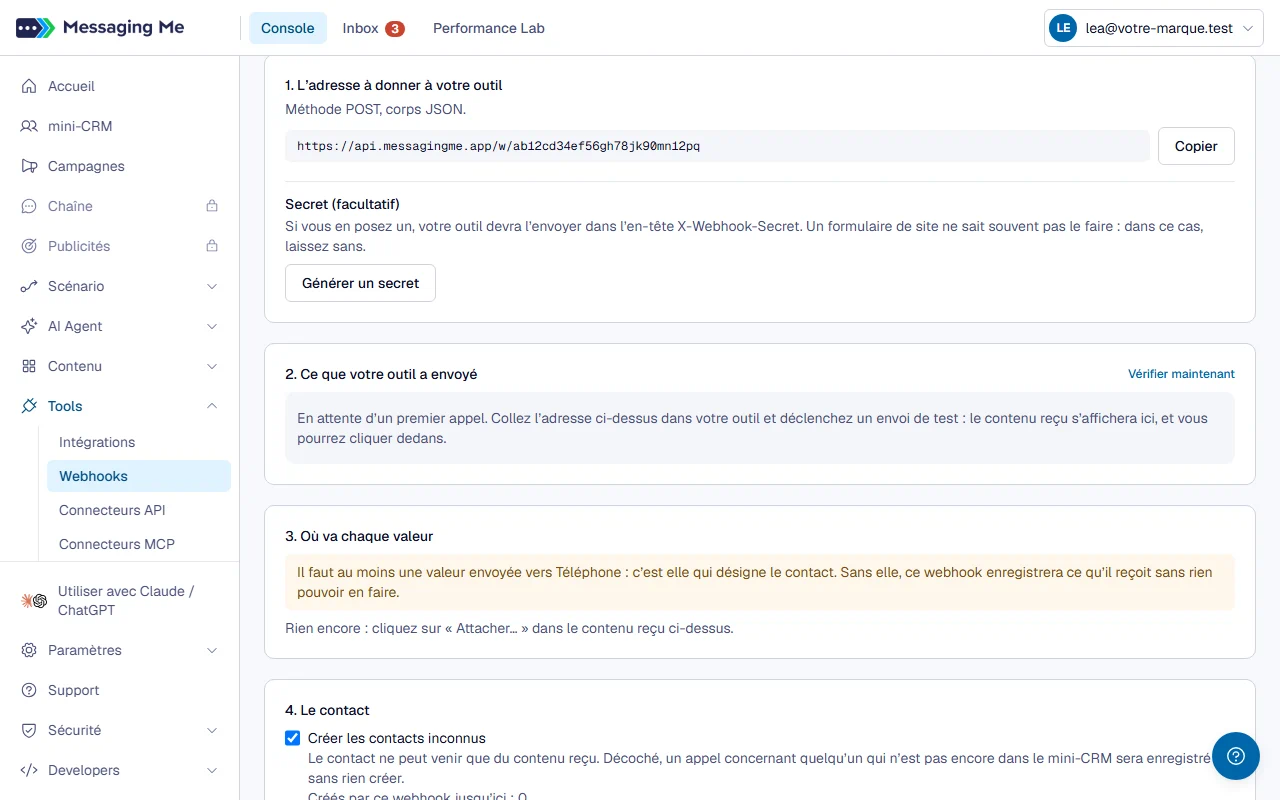 Messaging Me
Console
Inbox 3
Performance Lab
LE lea@votre-marque.test
Accueil
mini-CRM
Campagnes
Chaîne
Publicités
Scénario
AI Agent
Contenu
Tools
Intégrations
Webhooks
Connecteurs API
Connecteurs MCP
Utiliser avec Claude /
ChatGPT
Paramètres
Support
Sécurité
Developers
1. L’adresse à donner à votre outil
Méthode POST, corps JSON.
https://api.messagingme.app/w/ab12cd34ef56gh78jk90mn12pq
Copier
Secret (facultatif)
Si vous en posez un, votre outil devra l’envoyer dans l’en-tête X-Webhook-Secret. Un formulaire de site ne sait souvent pas le faire : dans ce cas,
laissez sans.
Générer un secret
2. Ce que votre outil a envoyé
Vérifier maintenant
En attente d’un premier appel. Collez l’adresse ci-dessus dans votre outil et déclenchez un envoi de test : le contenu reçu s’affichera ici, et vous
pourrez cliquer dedans.
3. Où va chaque valeur
Il faut au moins une valeur envoyée vers Téléphone : c’est elle qui désigne le contact. Sans elle, ce webhook enregistrera ce qu’il reçoit sans rien
pouvoir en faire.
Rien encore : cliquez sur « Attacher… » dans le contenu reçu ci-dessus.
4. Le contact
Créer les contacts inconnus
Le contact ne peut venir que du contenu reçu. Décoché, un appel concernant quelqu’un qui n’est pas encore dans le mini-CRM sera enregistré
sans rien créer.
Créés par ce webhook jusqu’ici : 0